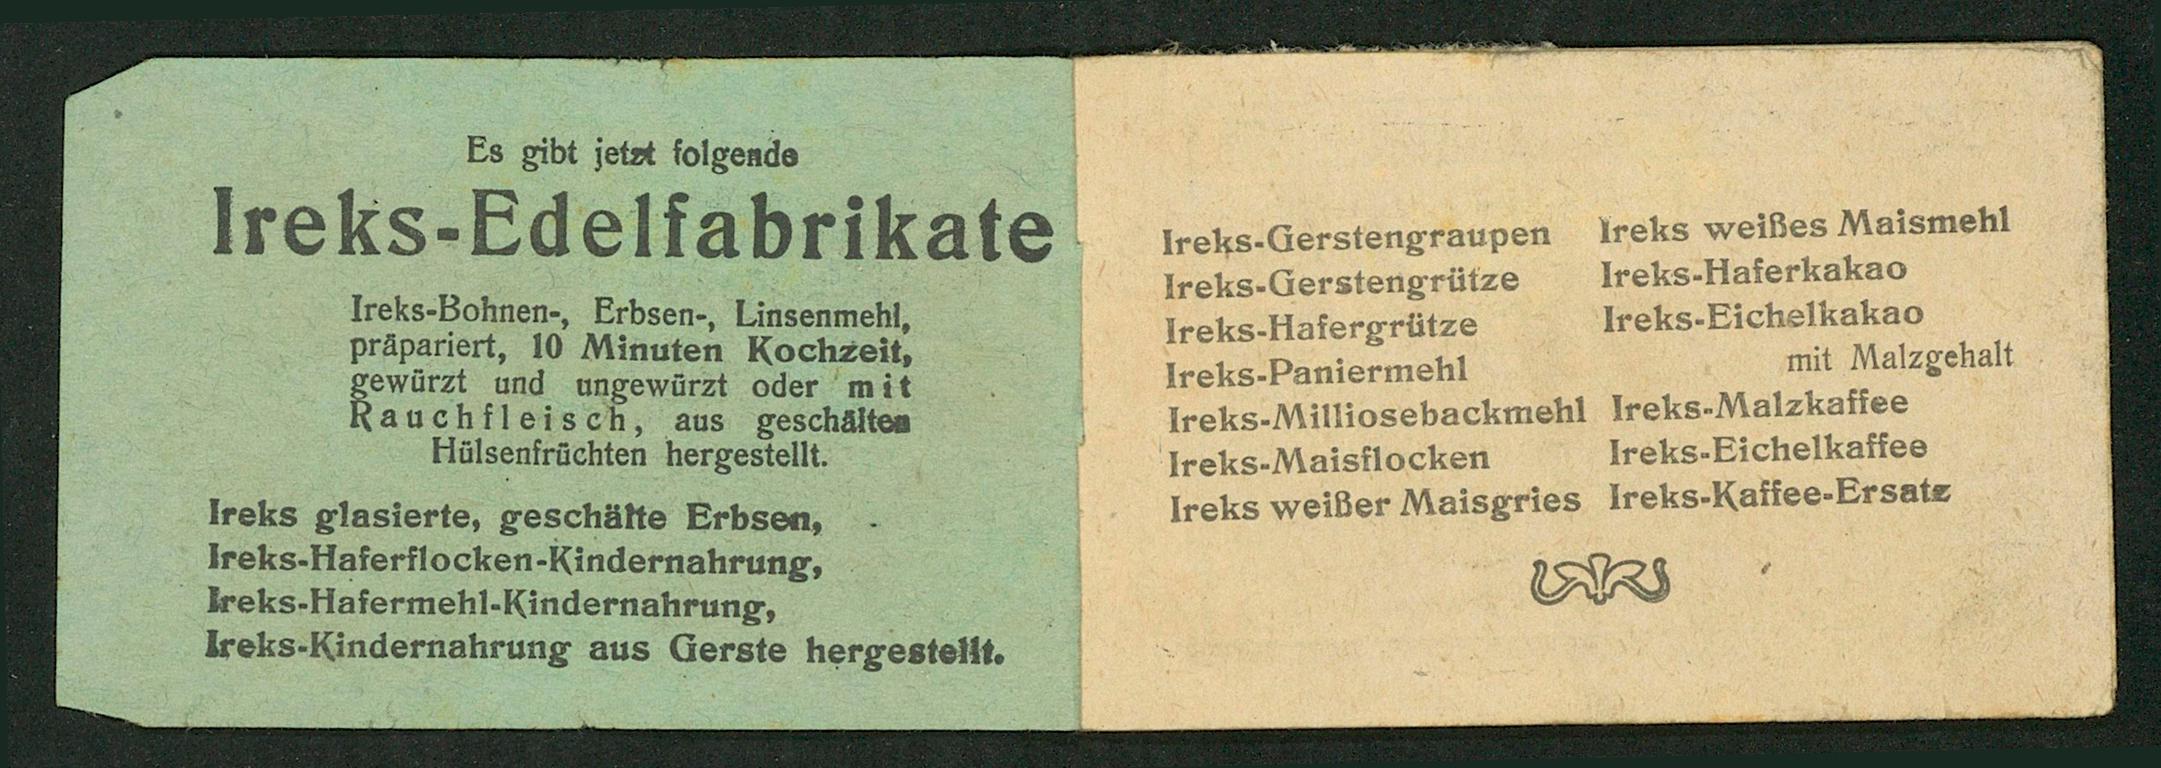 Es gibt jetzt folgende
Ireks-Edelfabrikate
Ireks-Bohnen-, Erbsen-, Linsenmehl,
präpariert, 10 Minuten Kochzeit,
gewürzt und ungewürzt oder mit
Rauchfleisch, aus geschälten
Hülsenfrüchten hergestellt.
Ireks glasierte, geschälte Erbsen,
Ireks-Haferflocken-Kindernahrung,
Ireks-Hafermehl-Kindernahrung,
Ireks-Kindernahrung aus Gerste hergestellt.
Ireks-Gerstengraupen
Ireks-Gerstengrütze
Ireks-Hafergrütze
Ireks-Paniermehl
Ireks-Milliosebackmehl
Ireks-Maisflocken
Ireks weißer Maisgries
Ireks weißes Maismehl
Ireks-Haferkakao
Ireks-Eichelkakao
mit Malzgehalt
Ireks-Malzkaffee
Ireks-Eichelkaffee
Ireks-Kaffee-Ersatz